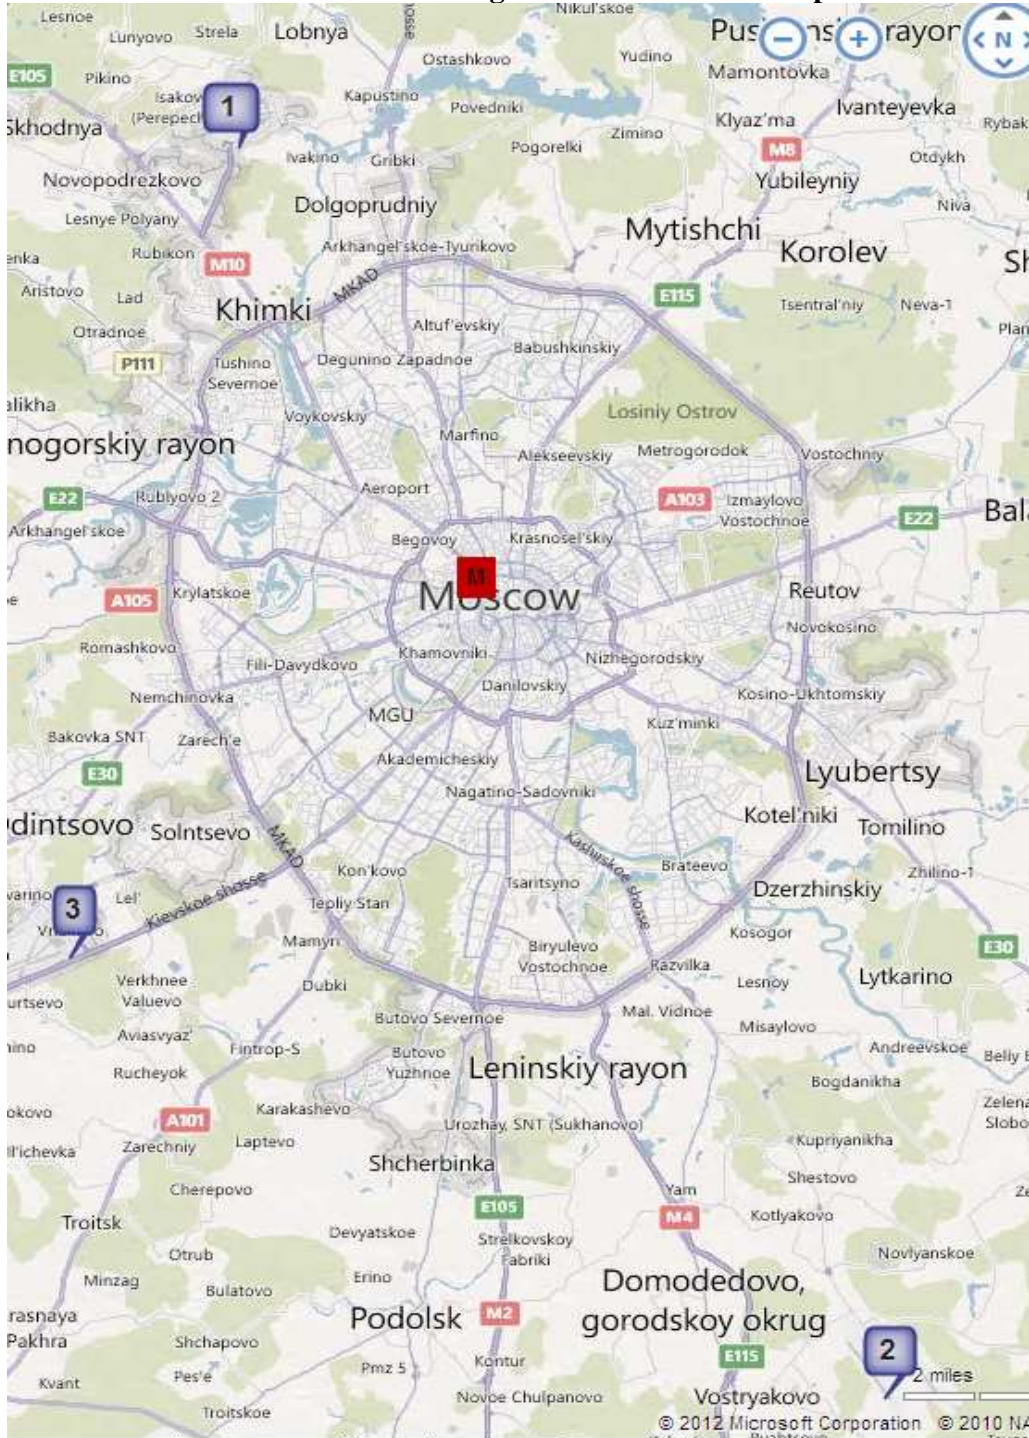 Lesnoe
Nikul'skoe
Lunyovo
Strela
Lobnya
shosse
Ostashkovo
Yudino
rayon
N
E105
Pikino
Mamontovka
Kapustino
Povedniki
Ivanteyevka
1
Skhodnya
Klyaz'ma
Zimino
Pogorelki
M8
Otdykh
Ivakino
Gribki
Novopodrezkovo
Yubileyniy
Niva
Lesnye Polyany
Dolgoprudniy
Mytishchi
Rubikon
Arkhangel'skoe-Tyurikovo
Korolev
M10
MKAD
Aristovo
Lad
E115
Tsentral'niy
Neva-1
Khimki
Otradnoe
Altuf'evskiy
Babushkinskiy
P111
Tushino
Severnoe
Degunino Zapadnoe
Voykovskiy
Losiniy Ostrov
Marfino
nogorskiy rayon
Alekseevskiy
Metrogorodok
Vostochniy
E22
Rublyovo 2
Aeroport
A103
Izmaylovo
Vostochnoe
E22
Arkhangel'skoe
Begovoy
Krasnosel'skiy
M
Moscow
A105
Krylatskoe
Reutov
Novokosino
Romashkovo
Fili-Davydkovo
Khamovniki
Nizhegorodskiy
Nemchinovka
Danilovskiy
Kosino-Ukhtomskiy
MGU
Kuz'minki
Bakovka SNT
Zarech'e
Akademicheskiy
E30
Lyubertsy
Nagatino-Sadovniki
Kotel'niki
Tomilino
Solntsevo
MKAD
Kashirskoe shosse
Kon'kovo
Brateevo
Zhilino-1
Tsaritsyno
Dzerzhinskiy
3
Lel'
Kievskoe shosse
Tepliy Stan
Kosogor
Mamyri
Biryulevo
Vostochnoe
E30
Razvilka
Lytkarino
Verkhnee
Valuevo
Dubki
Lesnoy
Mal. Vidnoe
Butovo Severnoe
Misaylovo
Aviasvyaz'
Fintrop-S
Butovo
Yuzhnoe
Andreevskoe
Leninskiy rayon
Rucheyok
Bogdanikha
A101
Karakashevo
Urozhay, SNT (Sukhanovo)
Zarechniy
Laptevo
Kupriyanikha
Shcherbinka
Shestovo
Cherepovo
Yam
E105
M4
Kotlyakovo
Troitsk
Devyatskoe
Strelkovskoy
Fabriki
Otrub
Novlyanskoe
Minzag
Bulatovo
Erino
Domodedovo,
gorodskoy okrug
Podolsk
M2
Pakhra
Shchapovo
E115
2
Kvant
Pes'e
Pmz 5
Kontur
2 miles
Novoe Chulpanovo
Vostryakovo
Troitskoe
© 2012 Microsoft Corporation © 2010 NA